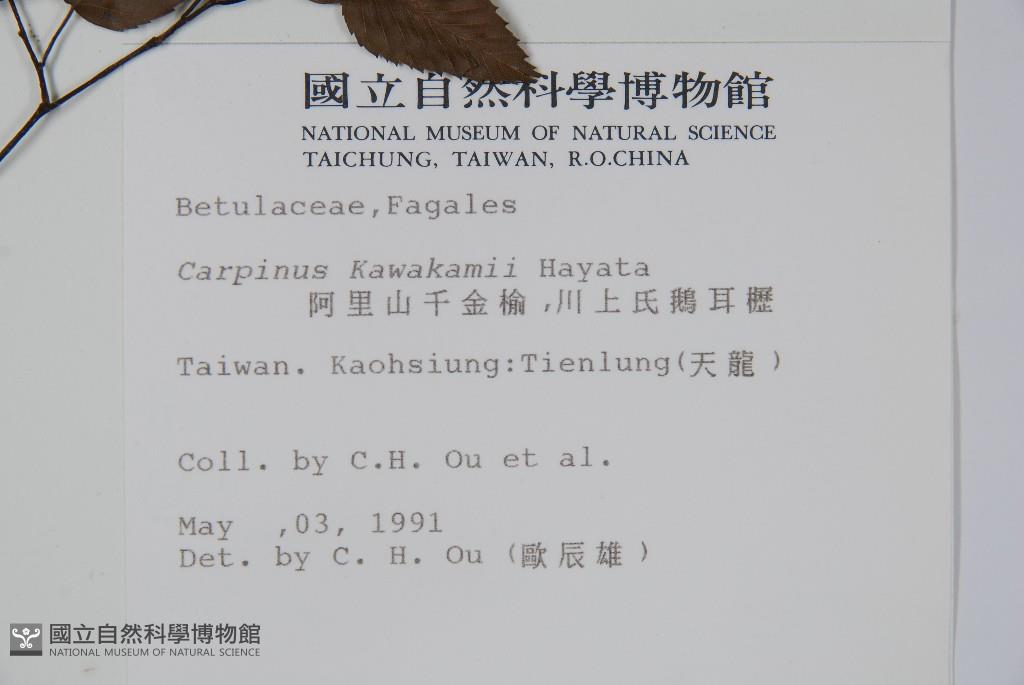 國立自然科學博物館
NATIONAL MUSEUM OF NATURAL SCIENCE
TAICHUNG, TAIWAN, R.O.CHINA
Betulaceae,Fagales
Carpinus Kawakamii Hayata
阿里山千金榆,川上氏鵝耳櫪
Taiwan. Kaohsiung:Tienlung(天龍)
Coll. by C.H. Ou et al.
May ,03, 1991
Det. by C. H. Ou (歐辰雄)
國立自然科學博物館
NATIONAL MUSEUM OF NATURAL SCIENCE